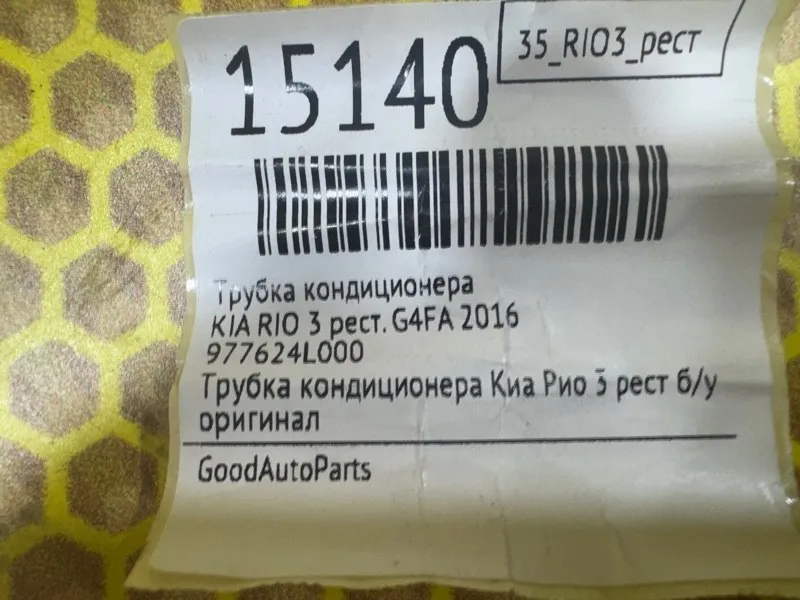 35_RIO3_рест
15140
Трубка кондиционера
KIA RIO 3 рест. G4FA 2016
977624L000
Трубка кондиционера Киа Рио 3 рест б/у
оригинал
GoodAutoParts